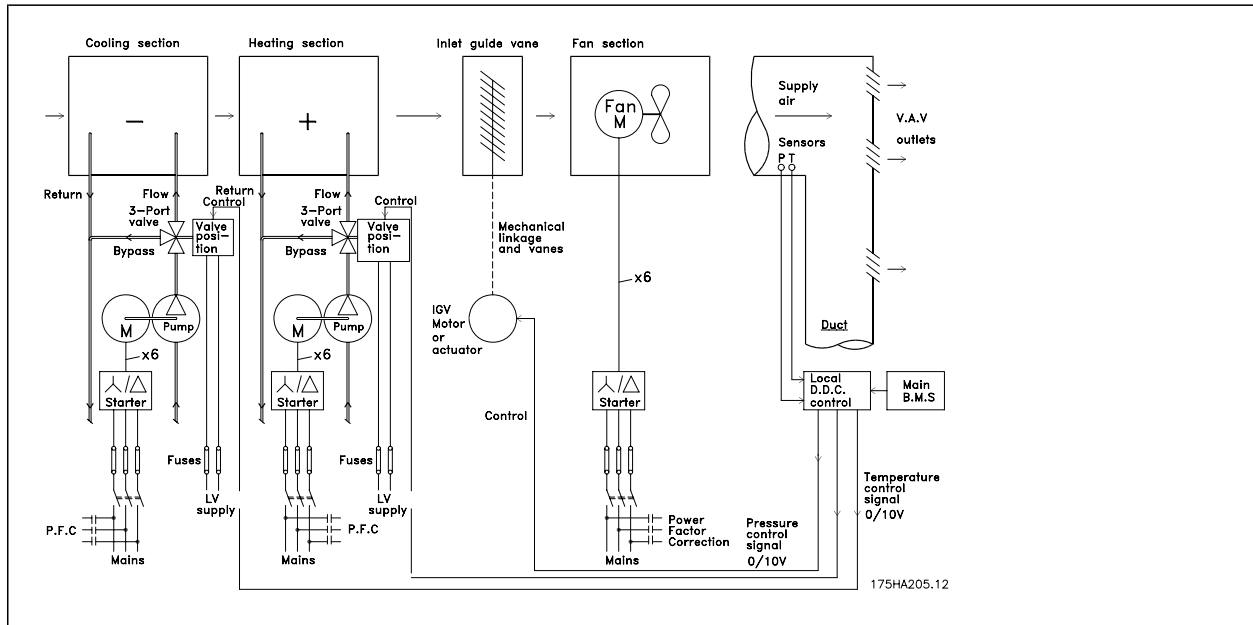 Cooling section
Heating section
Inlet guide vane
Fan section
-
+
Fan
M
Supply
air
Sensors
P T
V.A.V
outlets
Return
Flow
3-Port
valve
Bypass
Control
Valve
posi-
tion
Return
Flow
3-Port
valve
Bypass
Control
Valve
posi-
tion
Mechanical
linkage
and vanes
x6
M
Pump
x6
M
Pump
x6
IGV
Motor
or
actuator
Duct
Starter
Starter
Starter
Local
D.D.C.
control
Main
B.M.S
Control
Fuses
LV
supply
Fuses
LV
supply
P.F.C
Mains
P.F.C
Mains
Power
Factor
Correction
Mains
Pressure
control
signal
0/10V
Temperature
control
signal
0/10V
175HA205.12